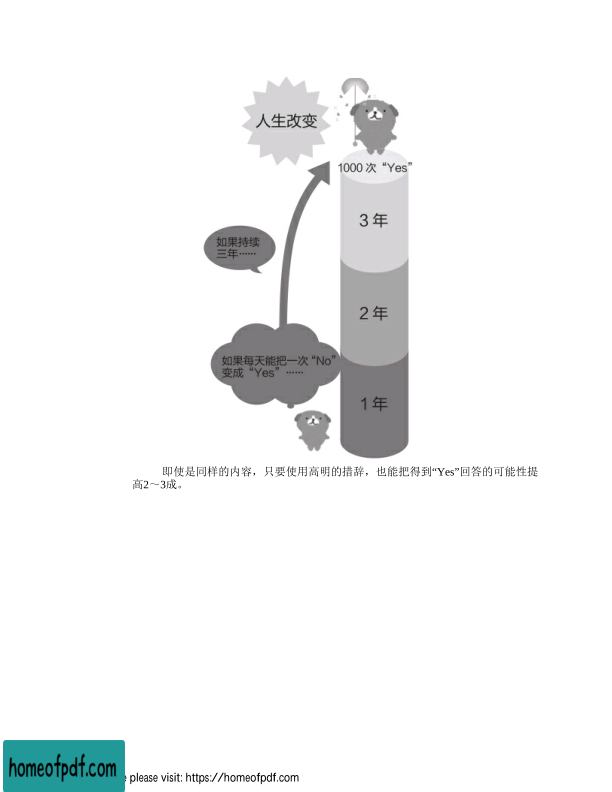 人生改变
1000 次 “Yes”
3 年
如果持续
三年……
2 年
如果每天能把一次“No”
变成“Yes” ……
1 年
即使是同样的内容，只要使用高明的措辞，也能把得到“Yes”回答的可能性提
高2～3成。
homeofpdf.com
please visit: https://homeofpdf.com